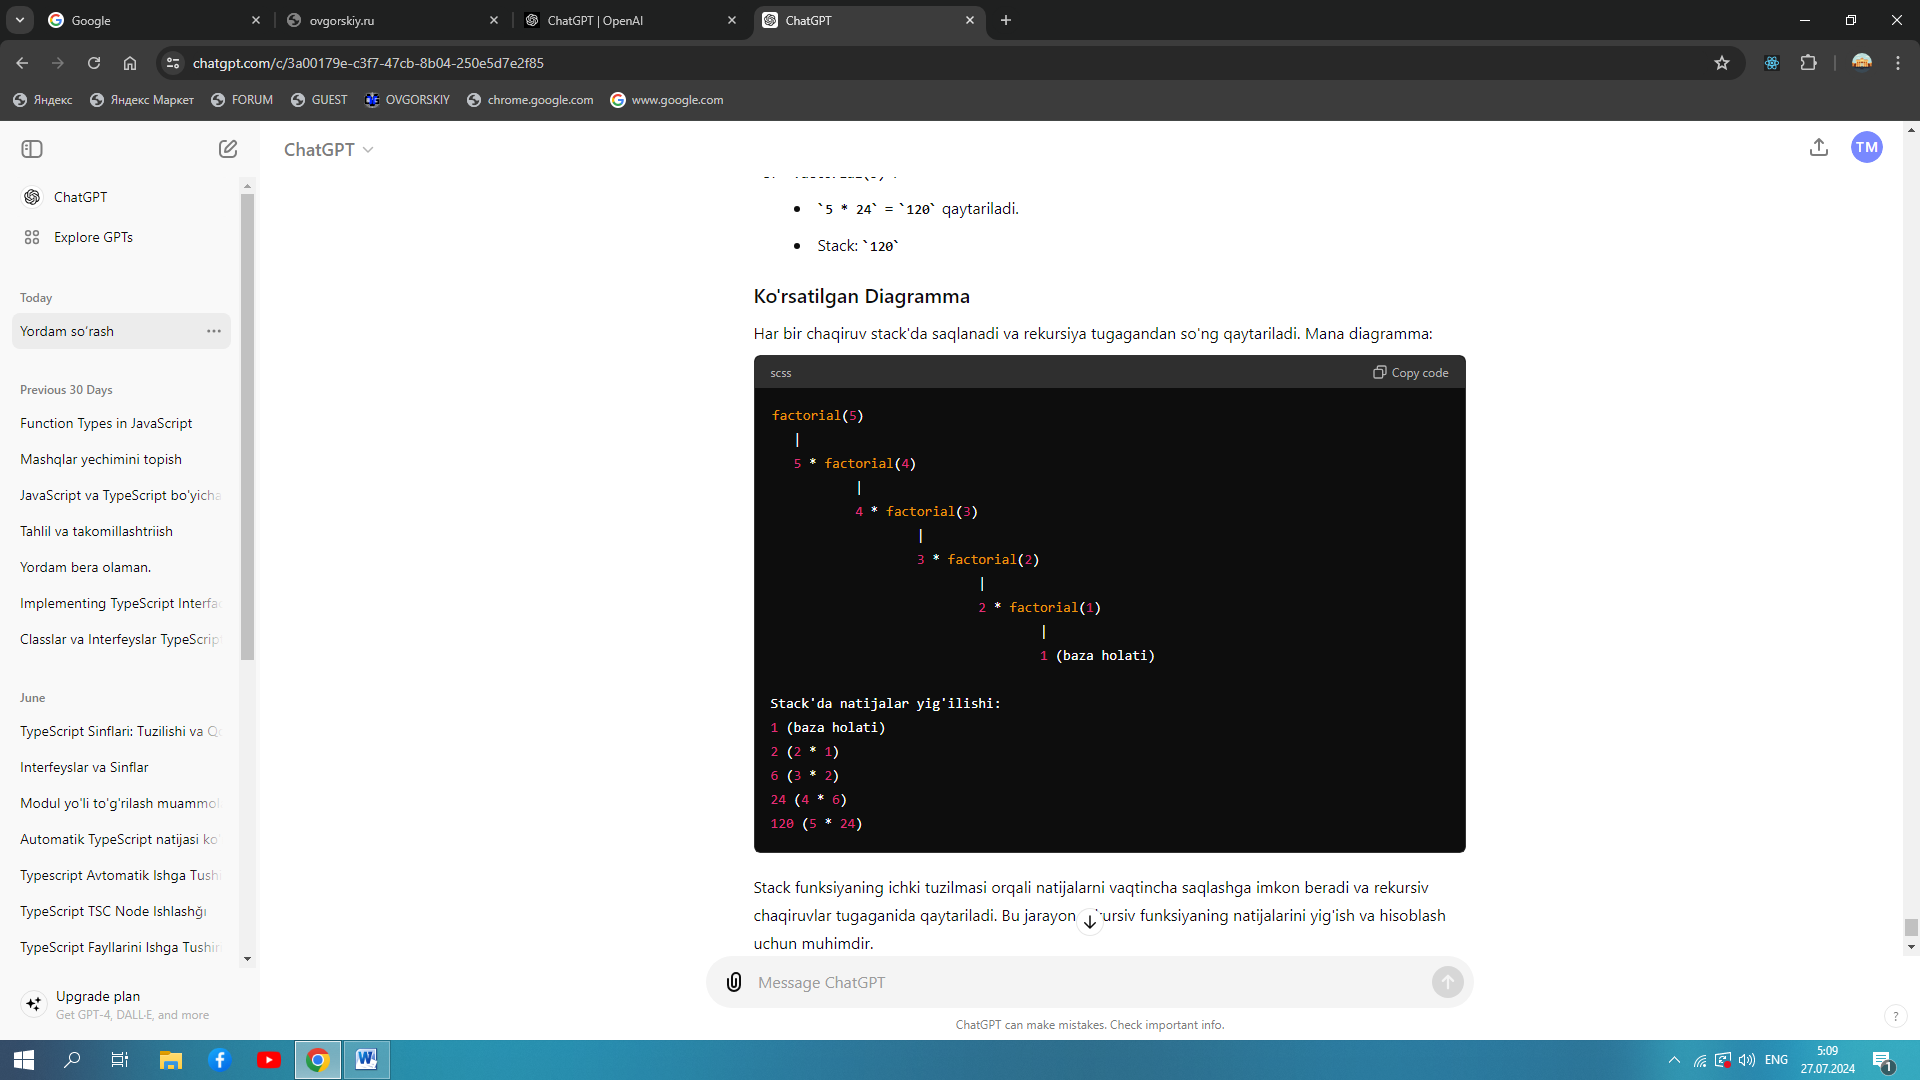 Google
ovgorskiy.ru
ChatGPT | OpenAI
ChatGPT
chatgpt.com/c/3a00179e-c3f7-47cb-8b04-250e5d7e2f85
Яндекс
Яндекс Маркет
FORUM
GUEST
OVGORSKIY
chrome.google.com
www.google.com
ChatGPT
Explore GPTs
Today
Yordam so'rash
Previous 30 Days
Function Types in JavaScript
Mashqlar yechimini topish
JavaScript va TypeScript bo'yicha
Tahlil va takomillashtriish
Yordam bera olaman.
Implementing TypeScript Interfac
Classlar va Interfeyslar TypeScrip
June
TypeScript Sinflari: Tuzilishi va Qo
Interfeyslar va Sinflar
Modul yo'li to'g'rilash muammol
Automatik TypeScript natijasi ko'
Typescript Avtomatik Ishga Tushi
TypeScript TSC Node Ishlashğı
TypeScript Fayllarini Ishga Tushir
Upgrade plan
Get GPT-4, DALL·E, and more
ChatGPT
TM
• `5 * 24` = `120` qaytariladi.
• Stack: `120`
Ko'rsatilgan Diagramma
Har bir chaqiruv stack'da saqlanadi va rekursiya tugagandan so'ng qaytariladi. Mana diagramma:
scss
Copy code
factorial(5)
|
5 * factorial(4)
|
4 * factorial(3)
|
3 * factorial(2)
|
2 * factorial(1)
|
1 (baza holati)
Stack'da natijalar yig'ilishi:
1 (baza holati)
2 (2 * 1)
6 (3 * 2)
24 (4 * 6)
120 (5 * 24)
Stack funksiyaning ichki tuzilmasi orqali natijalarni vaqtincha saqlashga imkon beradi va rekursiv
chaqiruvlar tugaganida qaytariladi. Bu jarayon funksiyaning natijalarini yig'ish va hisoblash
uchun muhimdir.
Message ChatGPT
ChatGPT can make mistakes. Check important info.
?
ENG
5:09
27.07.2024
1